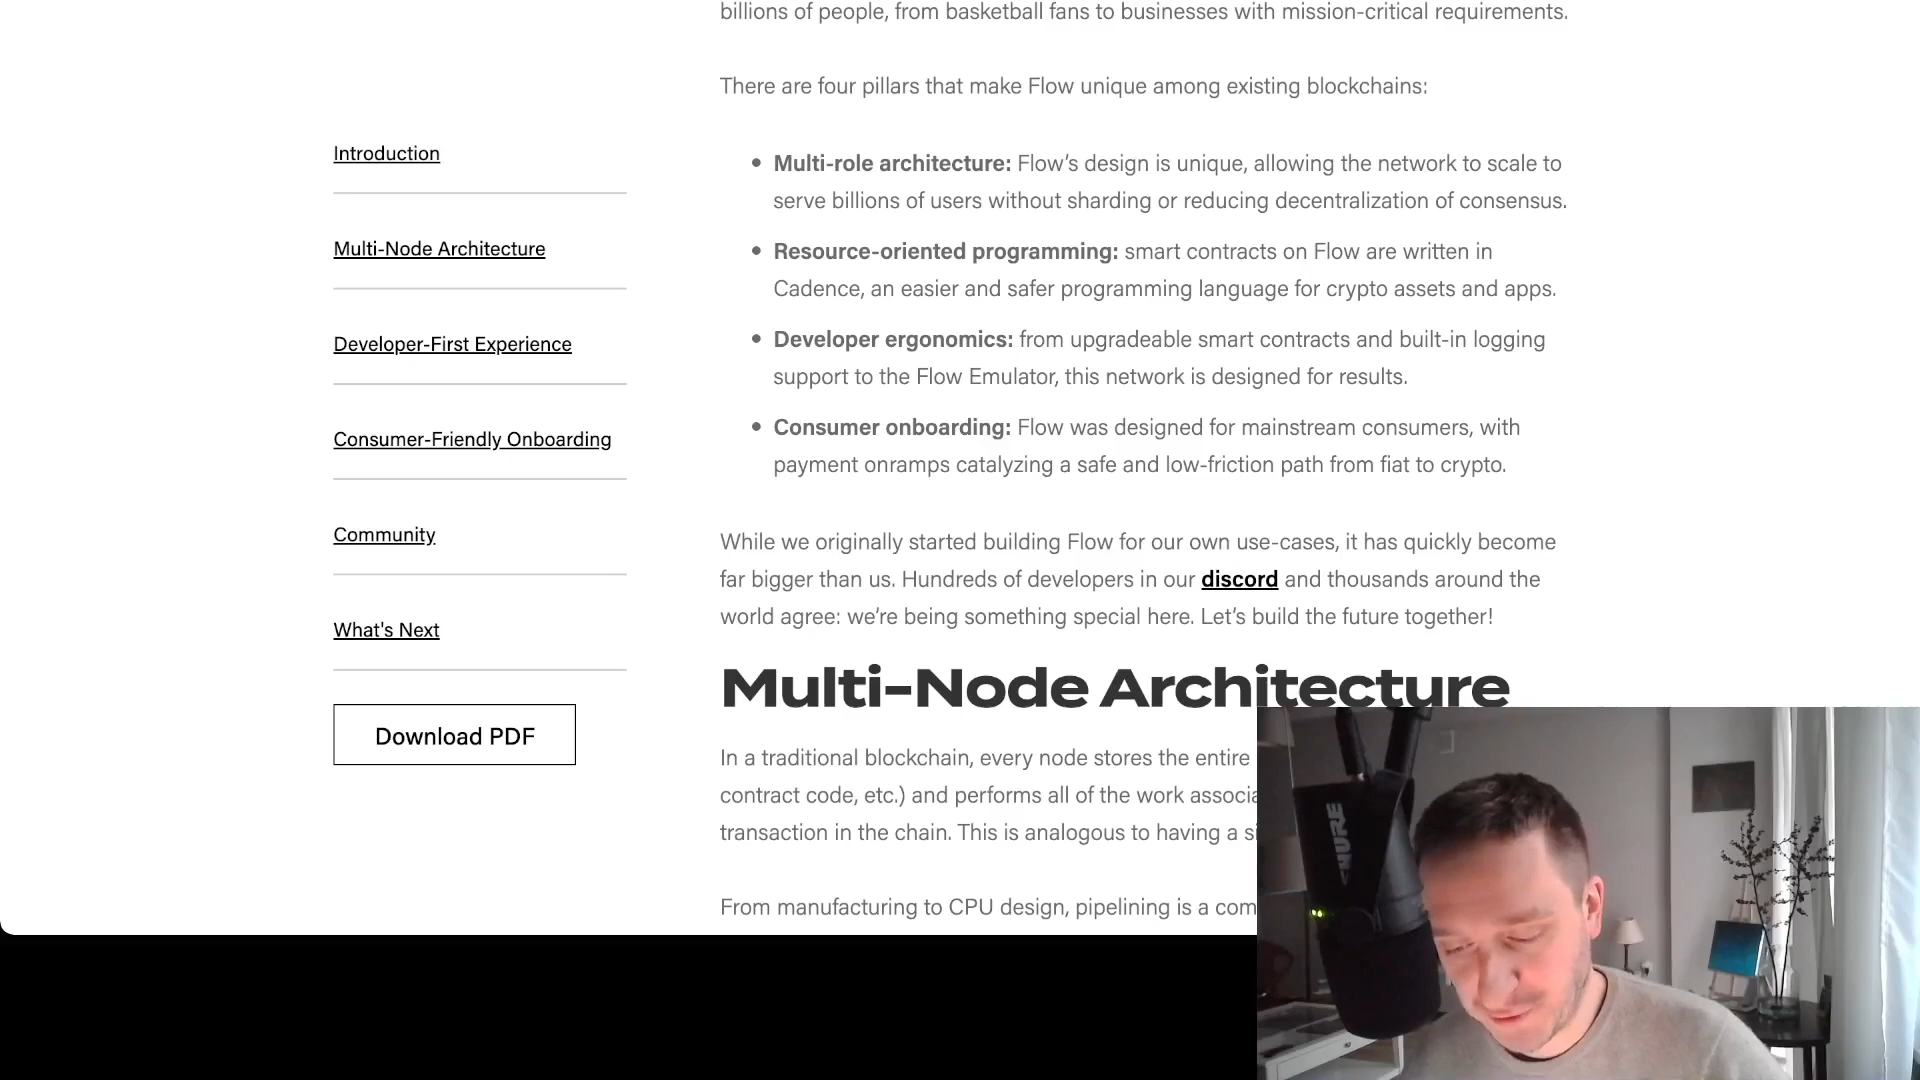 billions of people, from basketball fans to businesses with mission-critical requirements.
There are four pillars that make Flow unique among existing blockchains:
Introduction
Multi-Node Architecture
Developer-First Experience
Consumer-Friendly Onboarding
Community
What's Next
Download PDF
• Multi-role architecture: Flow’s design is unique, allowing the network to scale to
serve billions of users without sharding or reducing decentralization of consensus.
• Resource-oriented programming: smart contracts on Flow are written in
Cadence, an easier and safer programming language for crypto assets and apps.
• Developer ergonomics: from upgradeable smart contracts and built-in logging
support to the Flow Emulator, this network is designed for results.
• Consumer onboarding: Flow was designed for mainstream consumers, with
payment onramps catalyzing a safe and low-friction path from fiat to crypto.
While we originally started building Flow for our own use-cases, it has quickly become
far bigger than us. Hundreds of developers in our discord and thousands around the
world agree: we’re being something special here. Let’s build the future together!
Multi-Node Architecture
In a traditional blockchain, every node stores the entire
contract code, etc.) and performs all of the work
transaction in the chain. This is analogous to having a
From manufacturing to CPU design, pipelining is a
SHURE